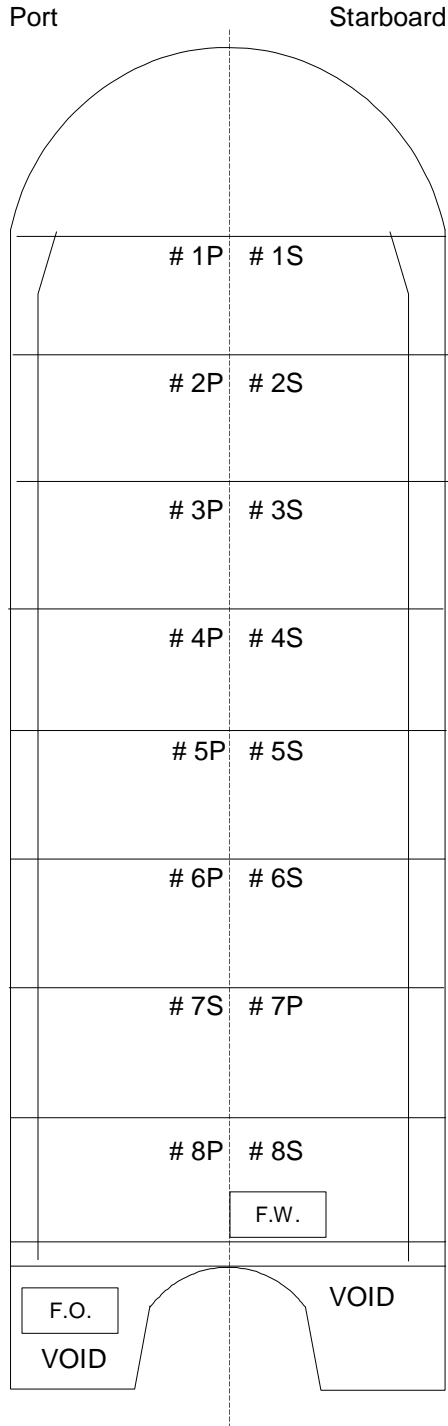 Port Starboard
# 1P # 1S
# 2P # 2S
# 3P # 3S
# 4P # 4S
# 5P # 5S
# 6P # 6S
# 7S # 7P
# 8P # 8S
F.W.
VOID
F.O.
VOID